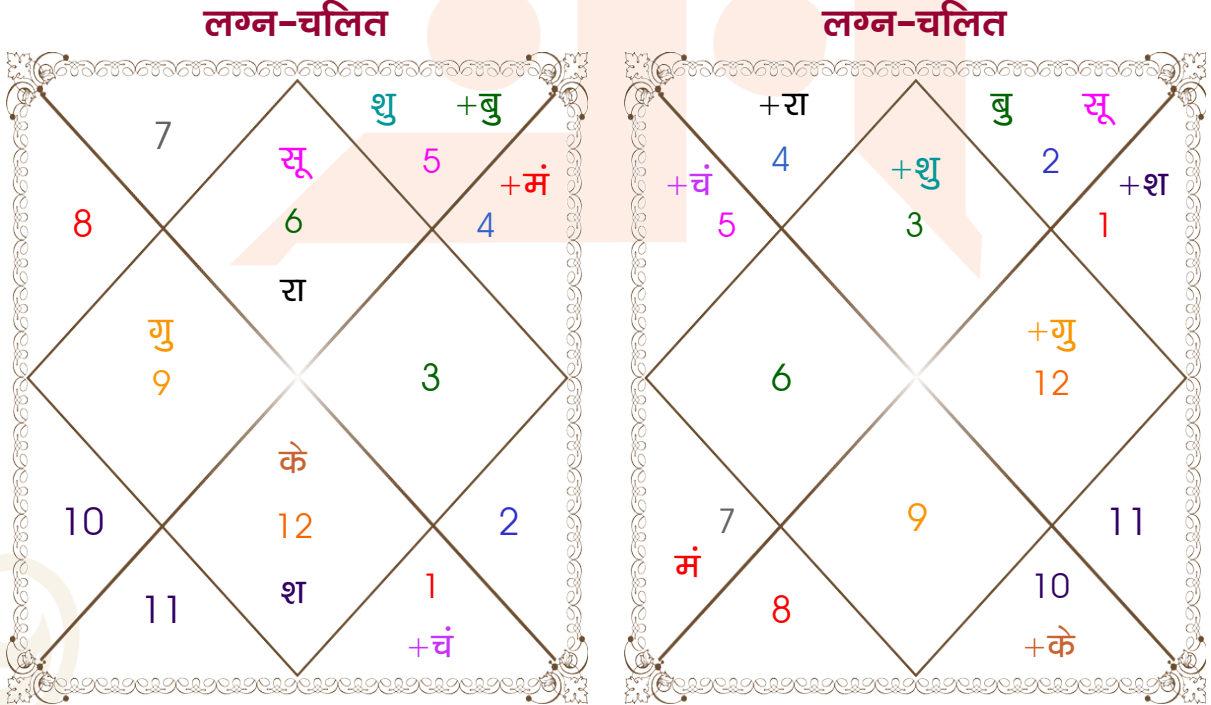 लग्न-चलित
7
शु +बु
सू
5
+मं
8
6
4
रा
गु
9
3
के
10
12
2
11
श
1
+चं
लग्न-चलित
+रा
बु सू
4
+शु
2
+चं
+श
5
3
1
+गु
6
12
7
9
11
मं
8
10
+के